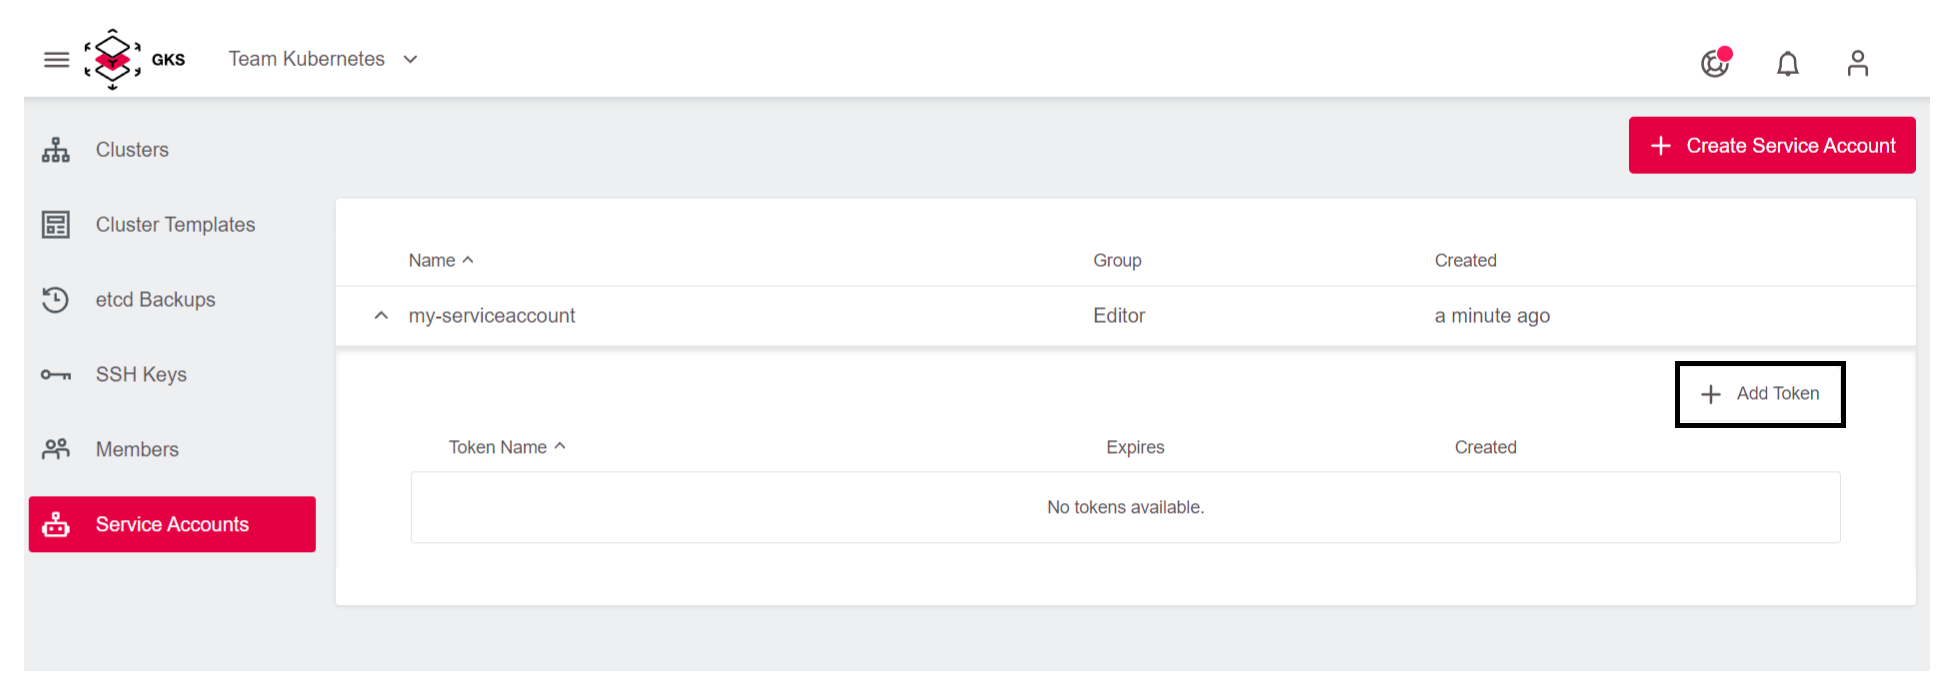 GKS Team Kubernetes
Clusters
Create Service Account
Cluster Templates
Name Group Created
etcd Backups
my-serviceaccount Editor a minute ago
SSH Keys
Add Token
Members
Token Name Expires Created
No tokens available.
Service Accounts